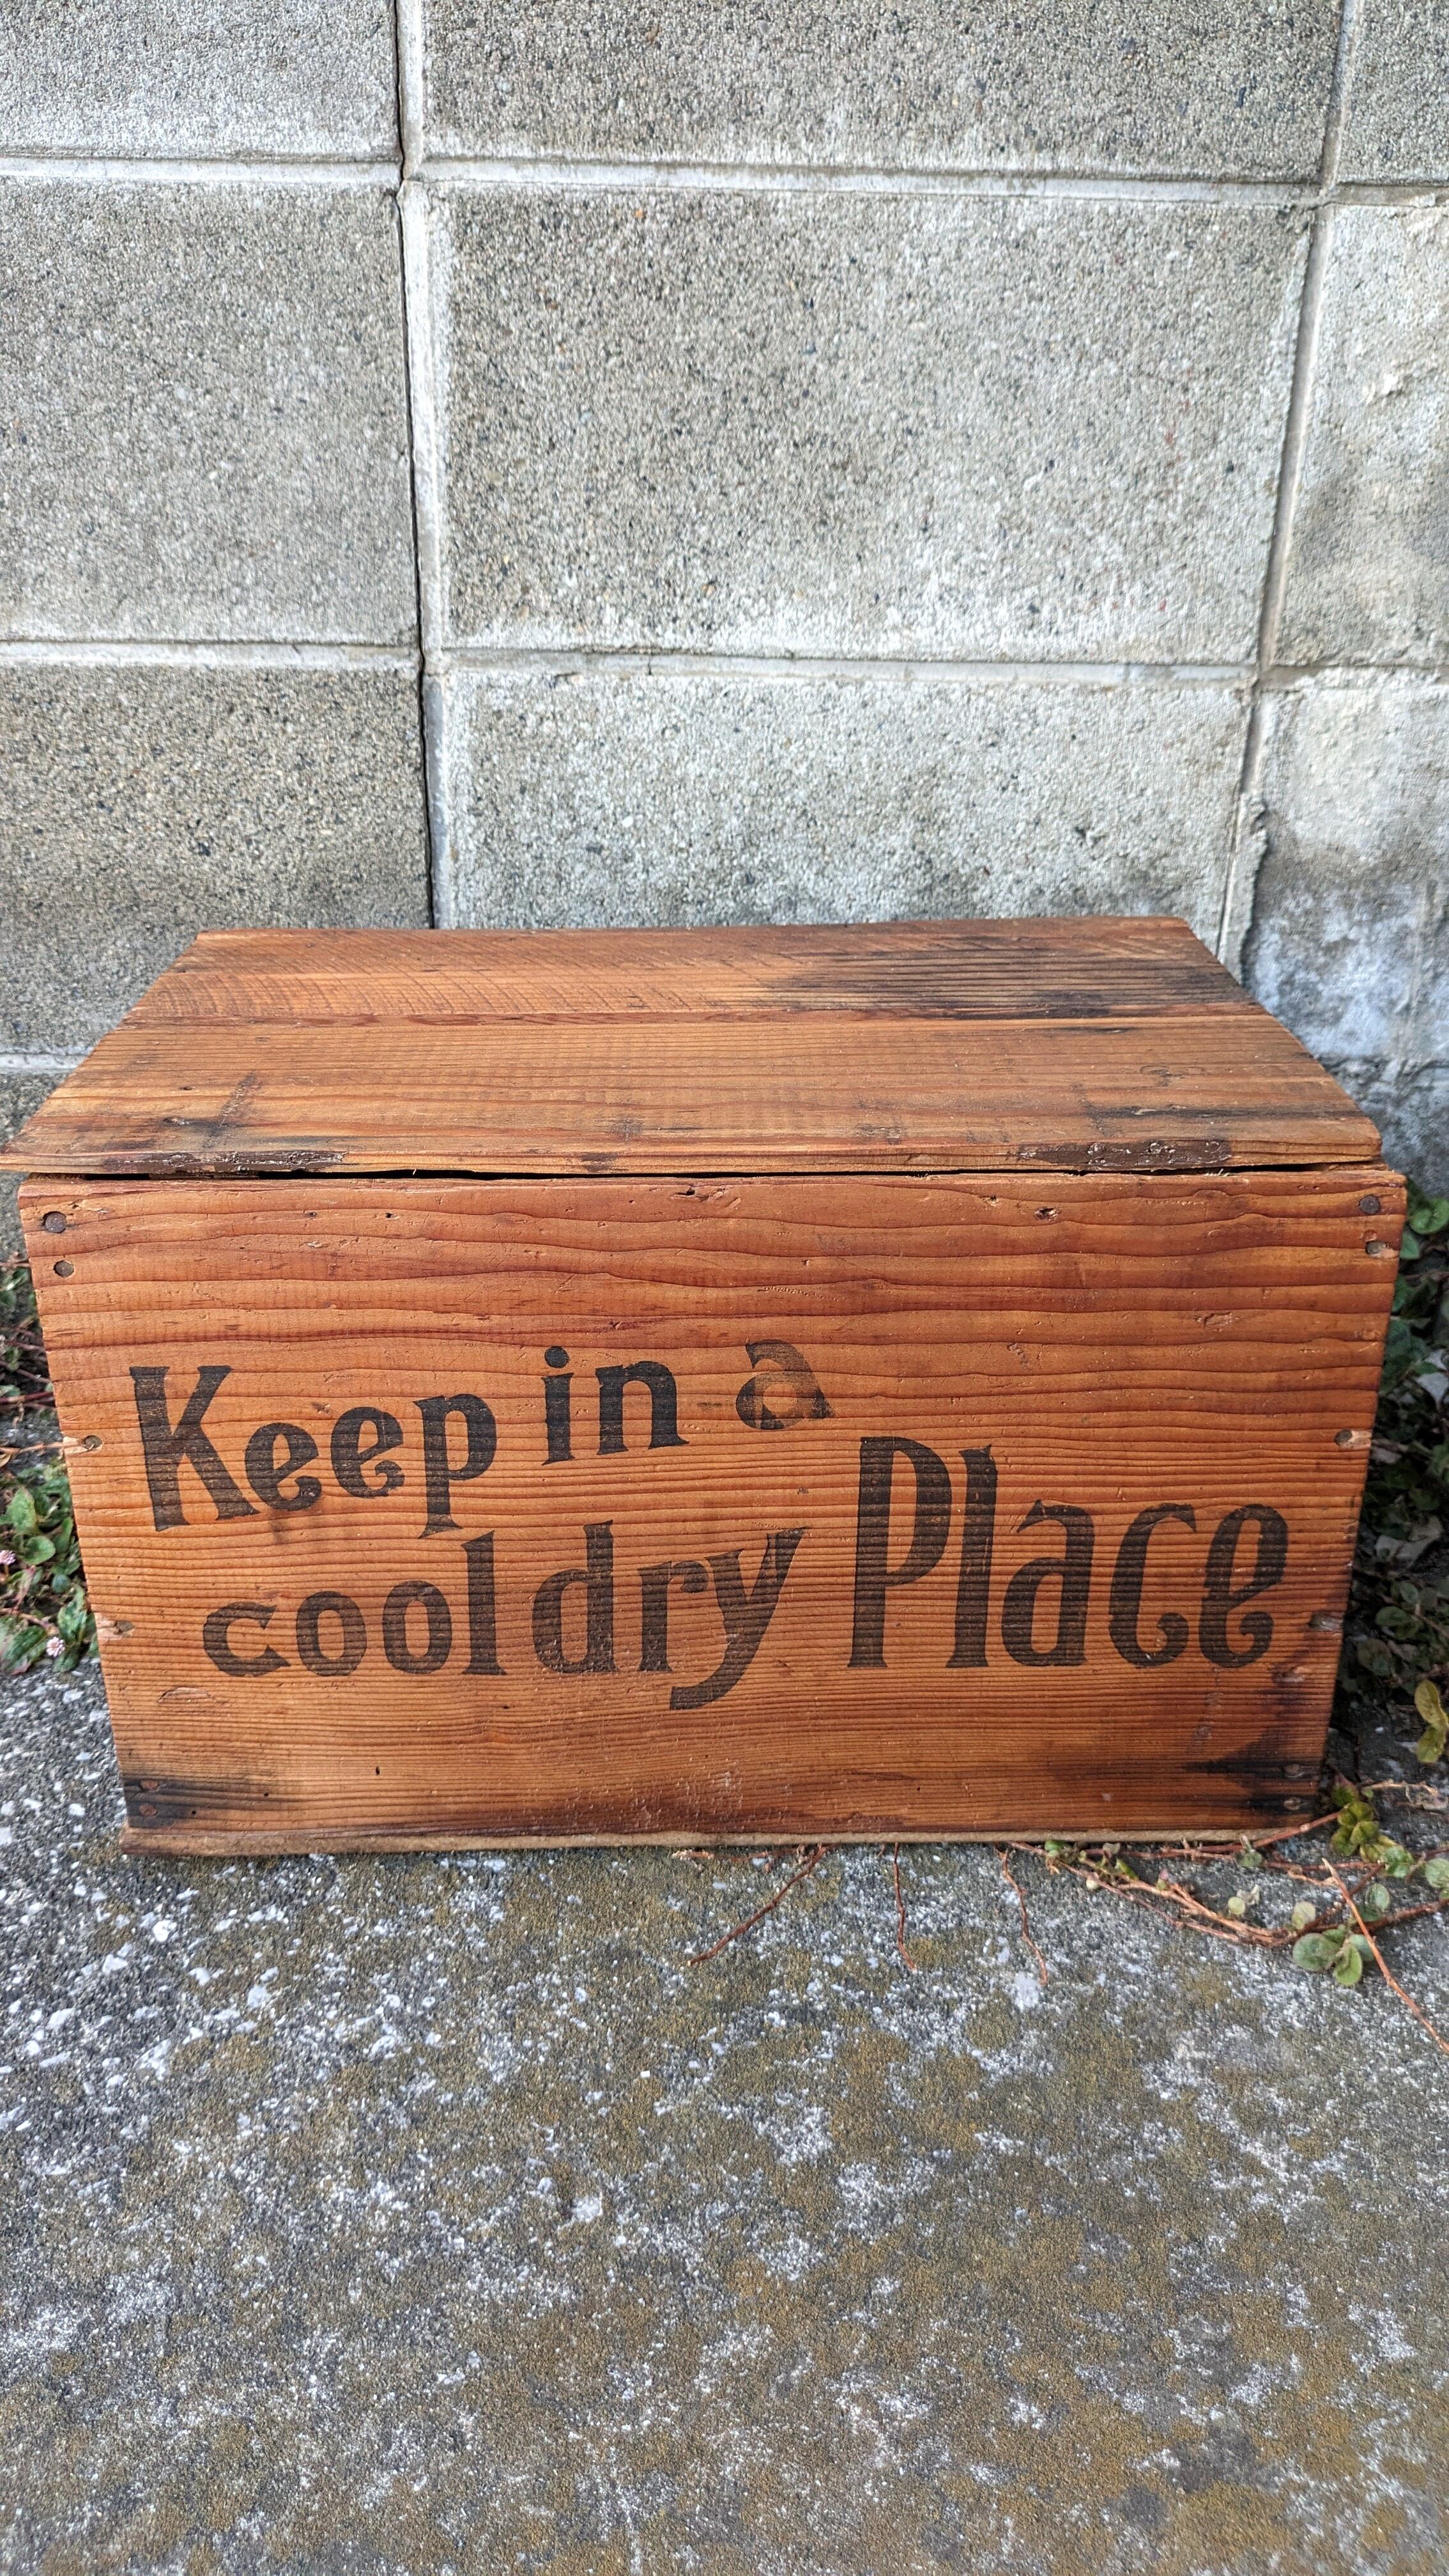 Keep in a
cool dry Place